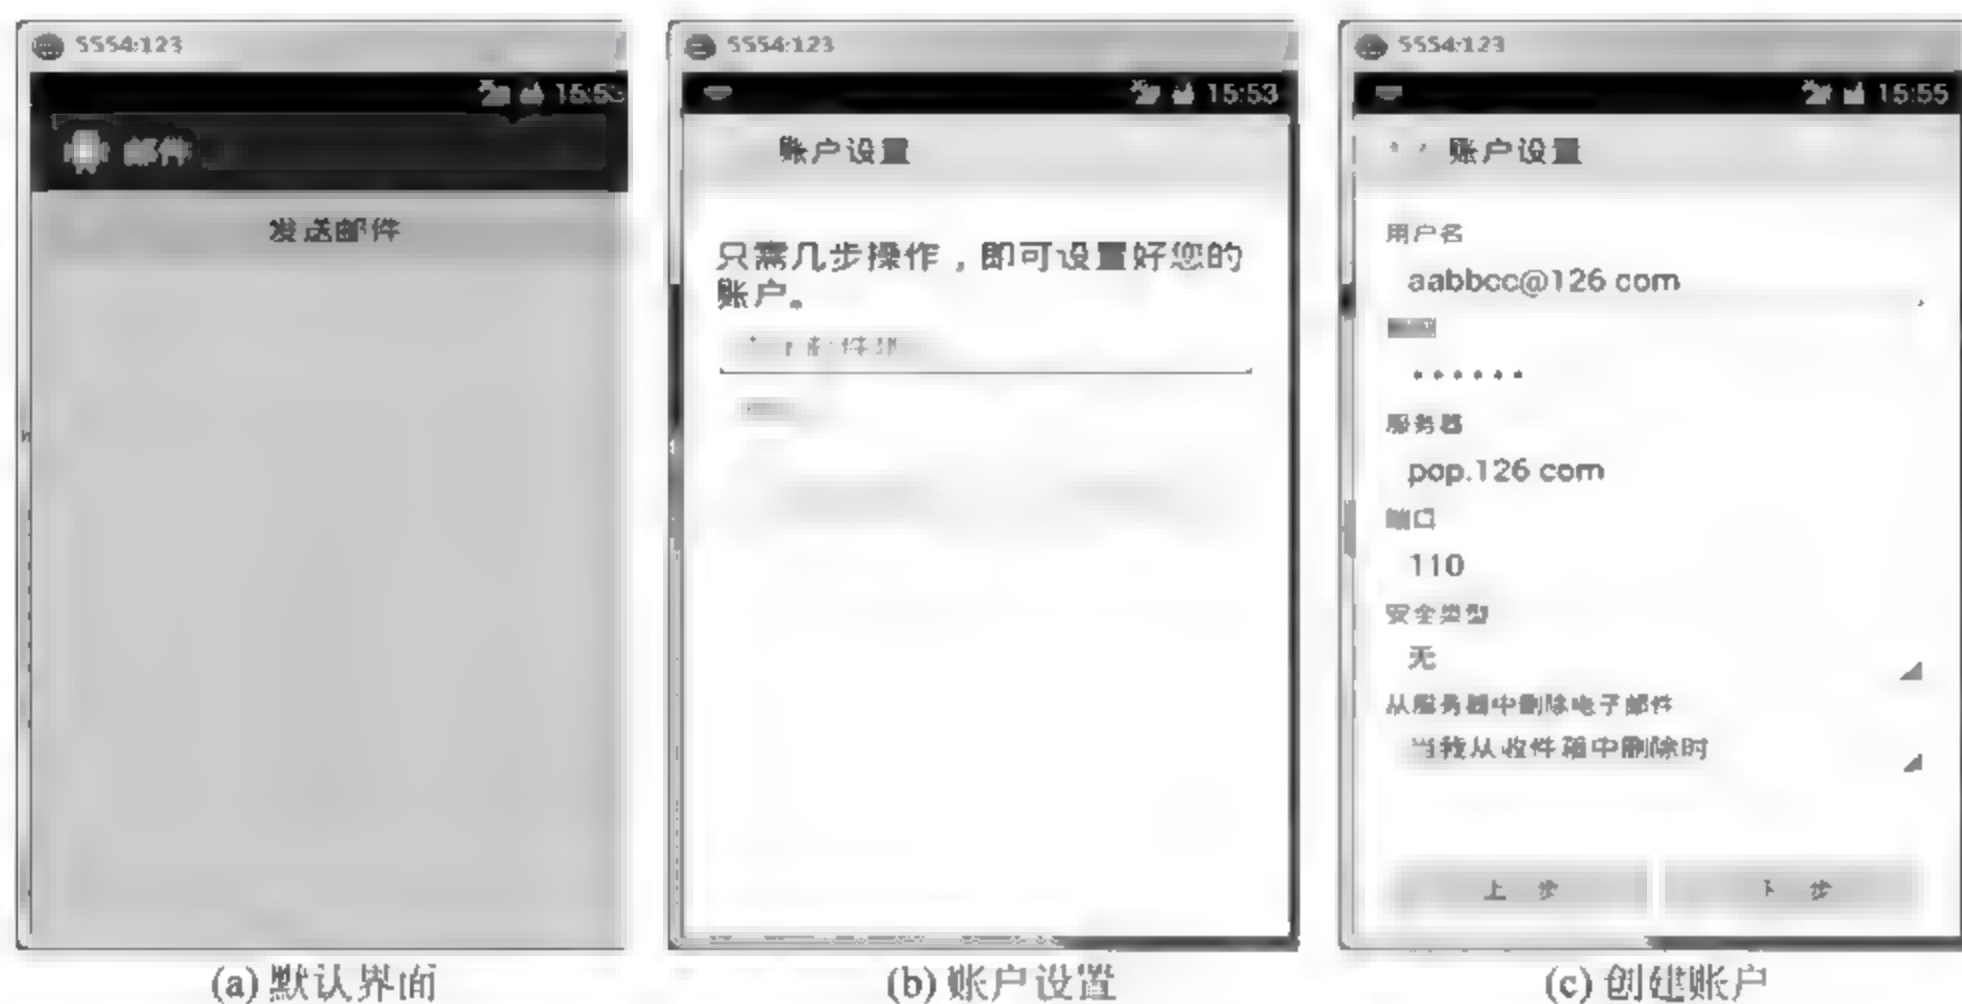 5554:123
15:53
邮件
发送邮件
(a) 默认界面
5554:123
15:53
账户设置
只需几步操作，即可设置好您的
账户。
(b) 账户设置
5554:123
15:55
账户设置
用户名
aabbcc@126 com
······
服务器
pop.126 com
端口
110
安全类型
无
从服务器中删除电子邮件
当我从收件箱中删除时
上 步
下 步
(c) 创建账户